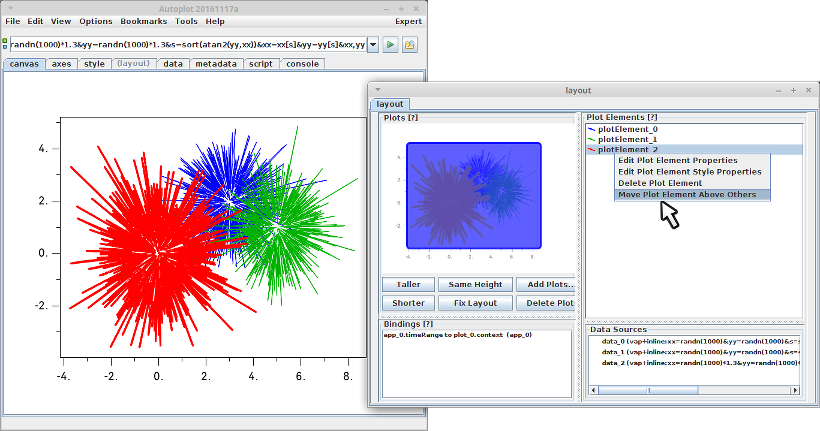 Autoplot 20161117a
File Edit View Options Bookmarks Tools Help Expert
randn(1000)*1.3&yy=randn(1000)*1.3&s=sort(atan2(yy,xx))&xx=xx[s]&yy=yy[s]&xx,yy
canvas axes style (layout) data metadata script console
4.
2.
0.
-2.
-4. -2. 0. 2. 4. 6. 8.
layout
layout
Plots [?]
4.
2.
0.
-2.
-4. -2. 0. 2. 4. 6. 8.
Taller Same Height Add Plots...
Shorter Fix Layout Delete Plot
Bindings [?]
app_0.timeRange to plot_0.context (app_0)
Plot Elements [?]
plotElement_0
plotElement_1
plotElement_2
Edit Plot Element Properties
Edit Plot Element Style Properties
Delete Plot Element
Move Plot Element Above Others
Data Sources
data_0 (vap+inline:xx=randn(1000)&yy=randn(1000)&s=s
data_1 (vap+inline:xx=randn(1000)&yy=randn(1000)&s=s
data_2 (vap+inline:xx=randn(1000)*1.3&yy=randn(1000)*